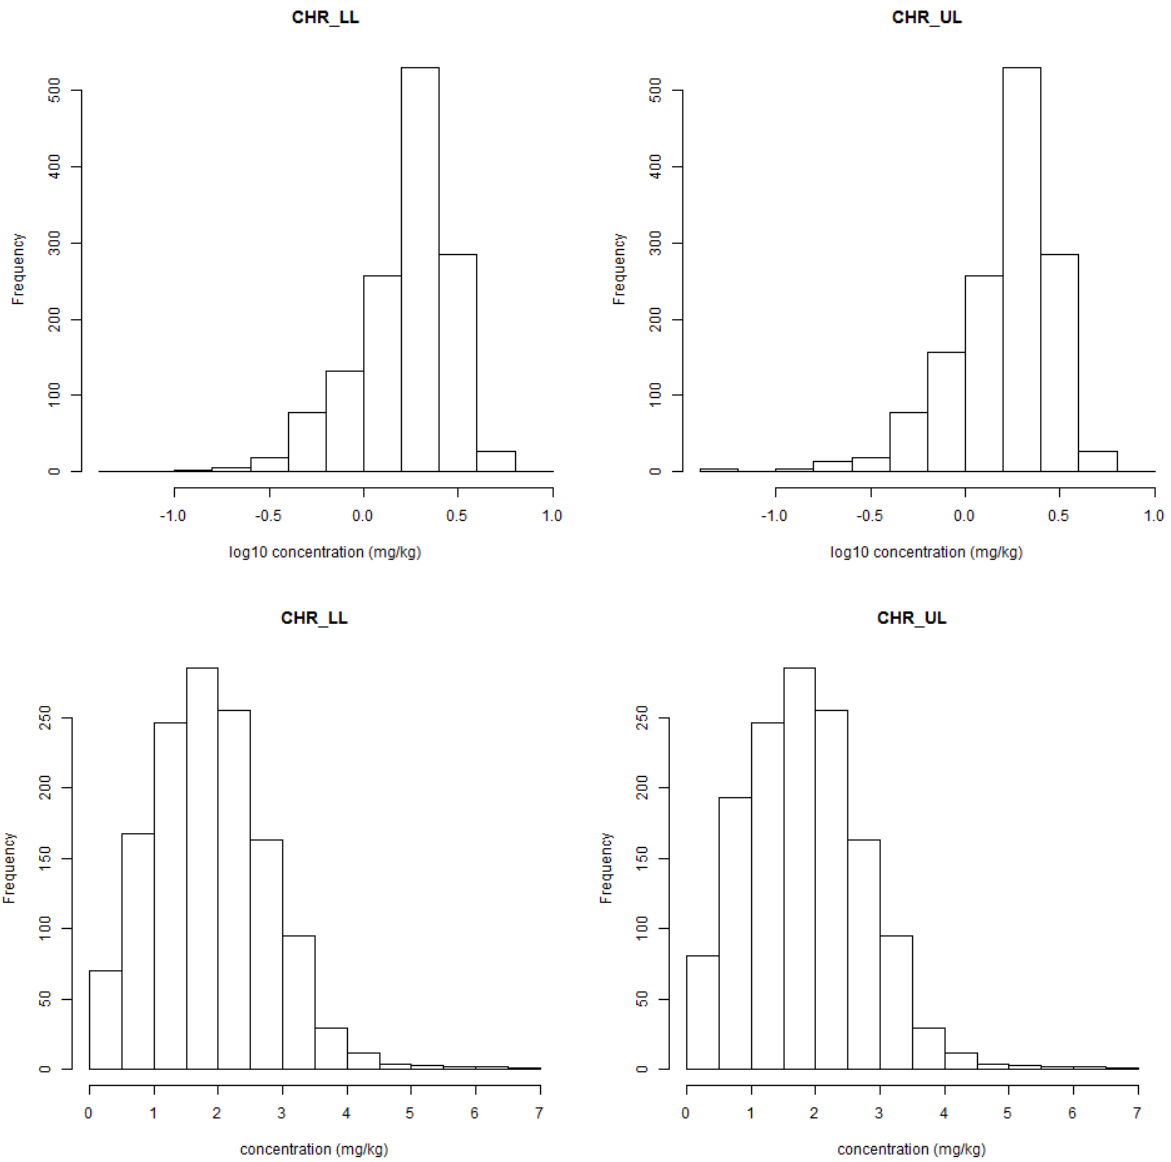 CHR_LL
CHR_UL
Frequency
0 100 200 300 400 500
-1.0 -0.5 0.0 0.5 1.0
log10 concentration (mg/kg)
Frequency
0 100 200 300 400 500
-1.0 -0.5 0.0 0.5 1.0
log10 concentration (mg/kg)
CHR_LL
CHR_UL
Frequency
0 50 100 150 200 250
0 1 2 3 4 5 6 7
concentration (mg/kg)
Frequency
0 50 100 150 200 250
0 1 2 3 4 5 6 7
concentration (mg/kg)